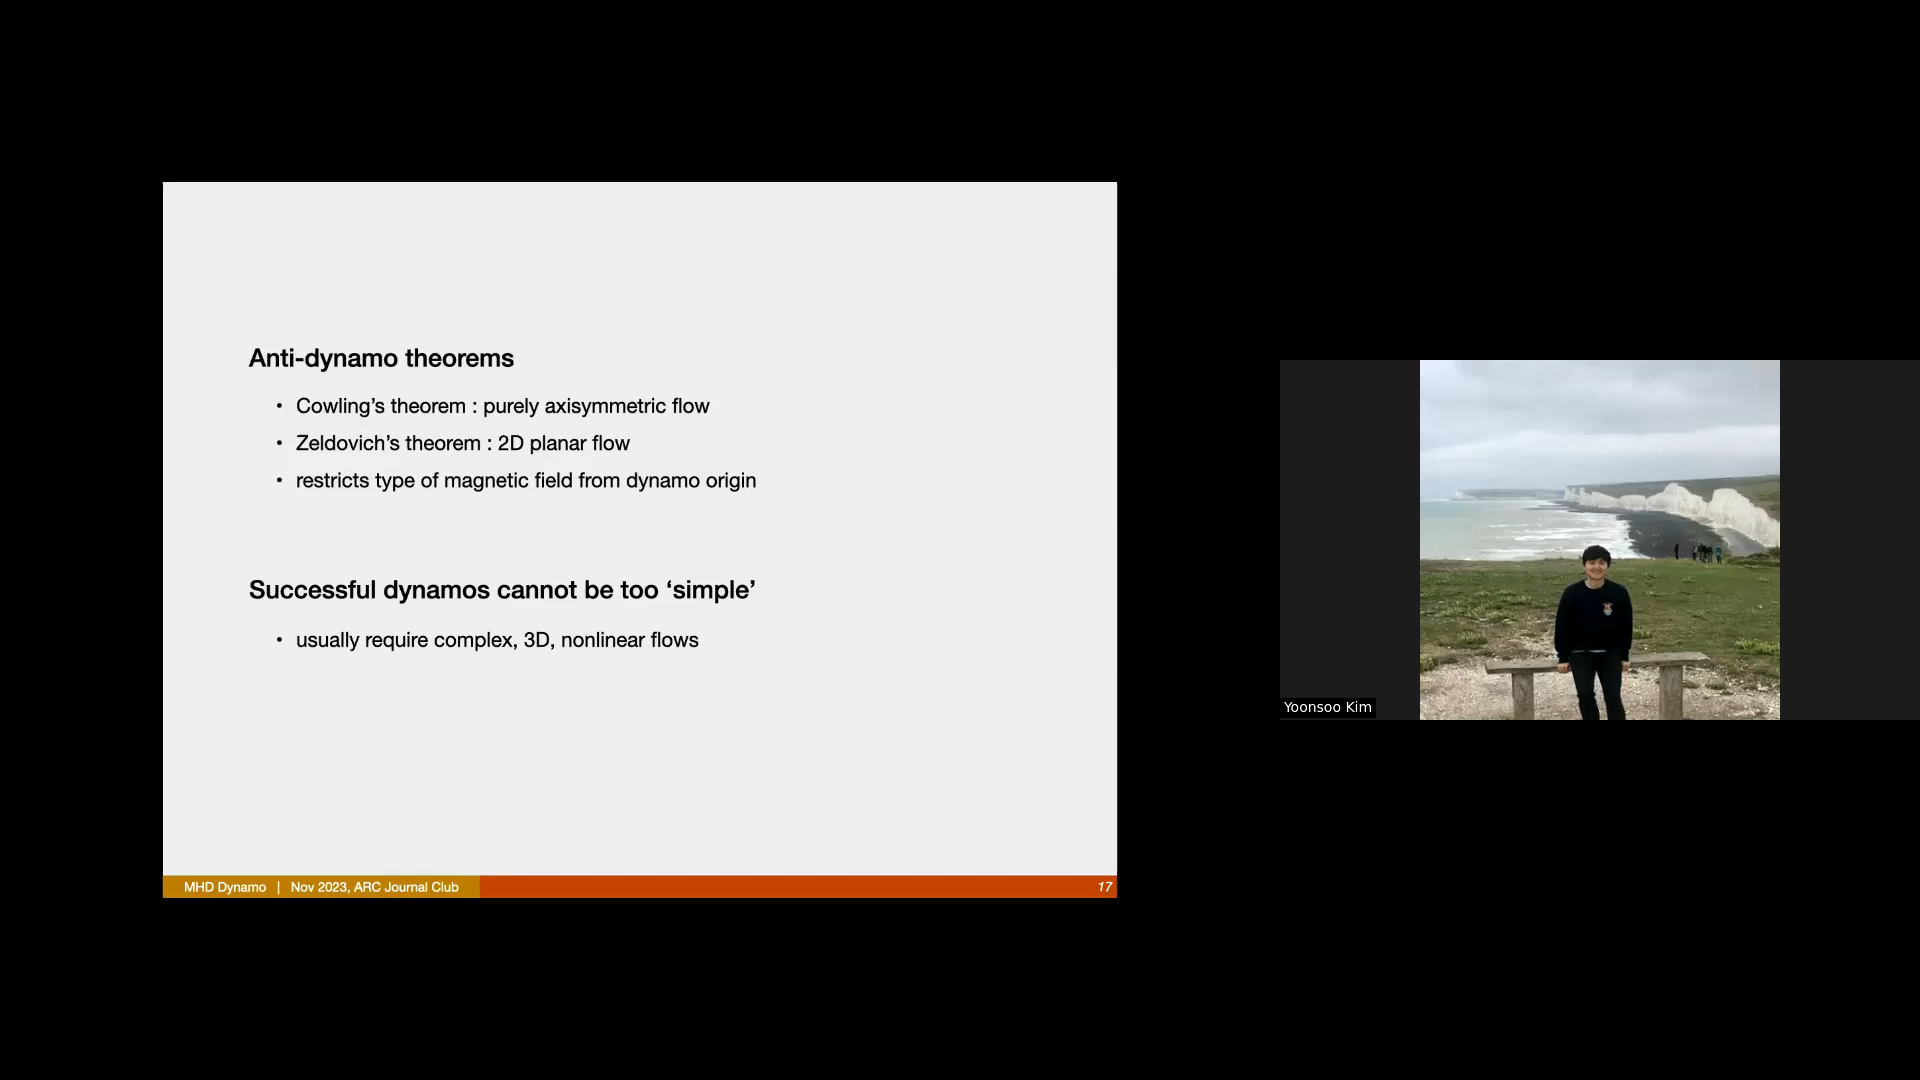 Anti-dynamo theorems
• Cowling’s theorem : purely axisymmetric flow
• Zeldovich’s theorem : 2D planar flow
• restricts type of magnetic field from dynamo origin
Successful dynamos cannot be too ‘simple’
• usually require complex, 3D, nonlinear flows
MHD Dynamo | Nov 2023, ARC Journal Club
17
Yoonsoo Kim